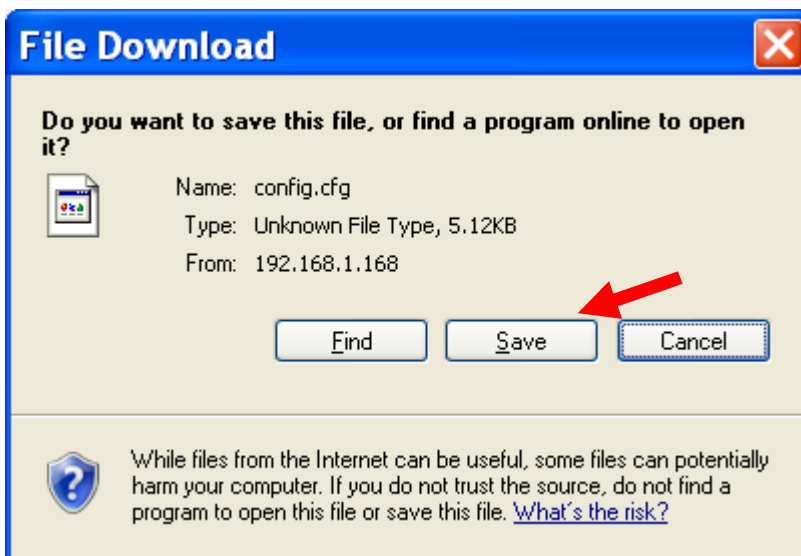 File Download
Do you want to save this file, or find a program online to open
it?
Name: config.cfg
Type: Unknown File Type, 5.12KB
From: 192.168.1.168
Find Save Cancel
While files from the Internet can be useful, some files can potentially
harm your computer. If you do not trust the source, do not find a
program to open this file or save this file. What's the risk?